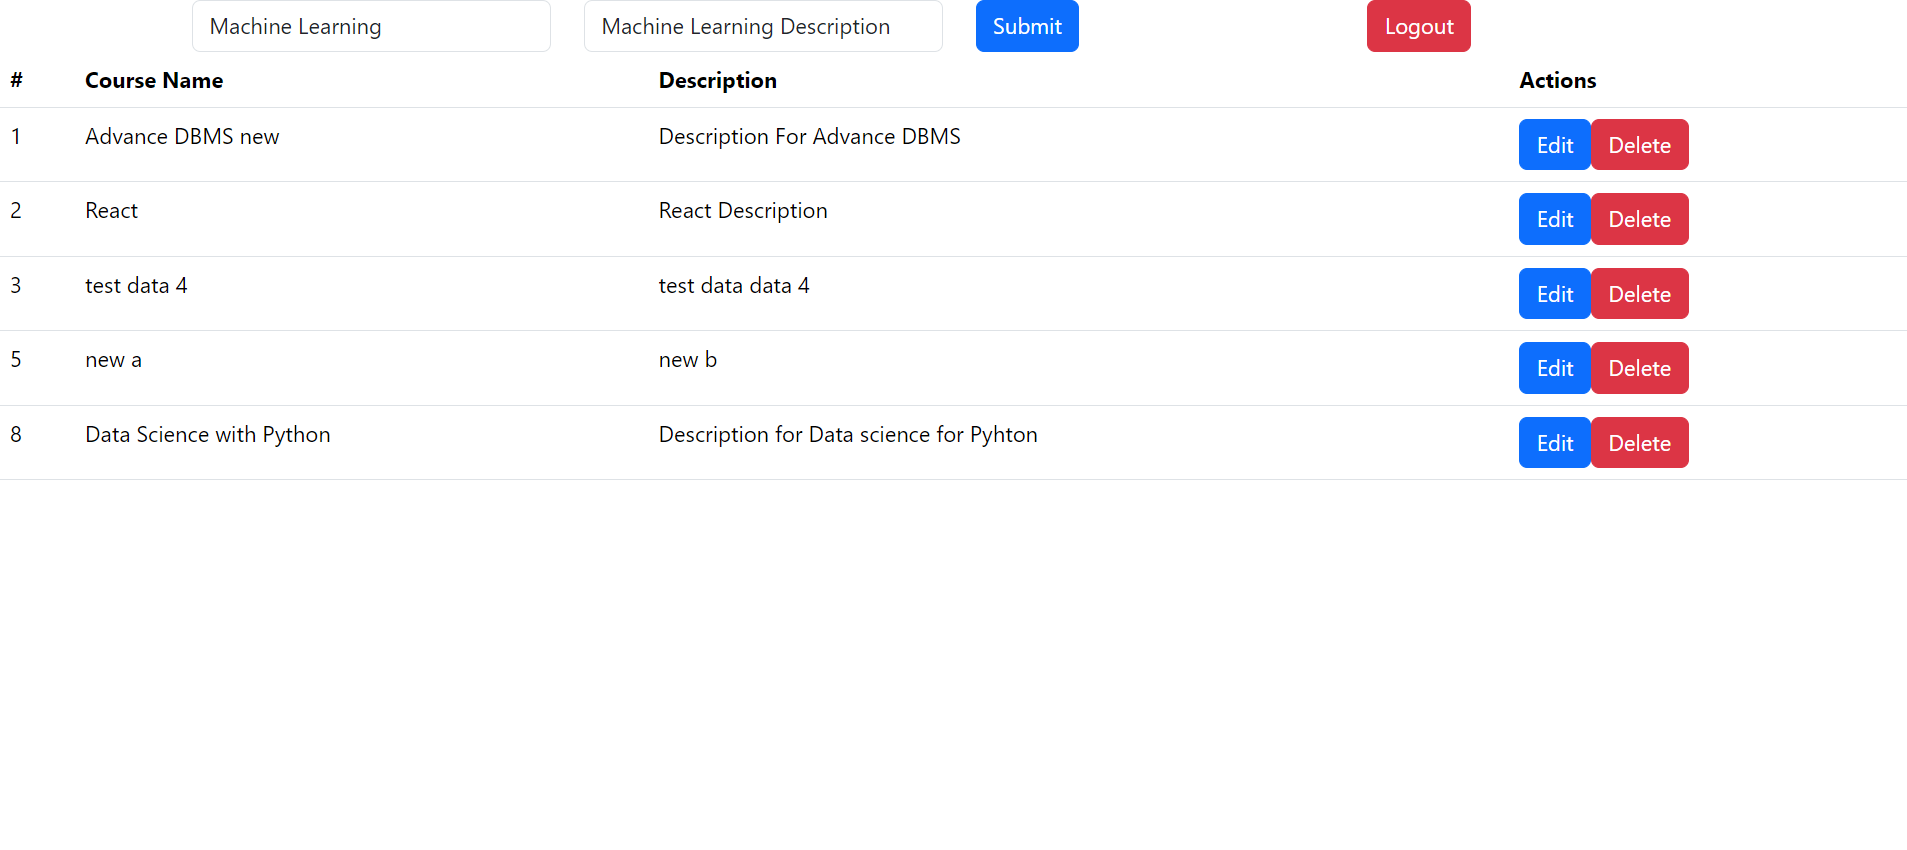 Machine Learning Machine Learning Description Submit Logout
# Course Name Description Actions
1 Advance DBMS new Description For Advance DBMS Edit Delete
2 React React Description Edit Delete
3 test data 4 test data data 4 Edit Delete
5 new a new b Edit Delete
8 Data Science with Python Description for Data science for Pyhton Edit Delete